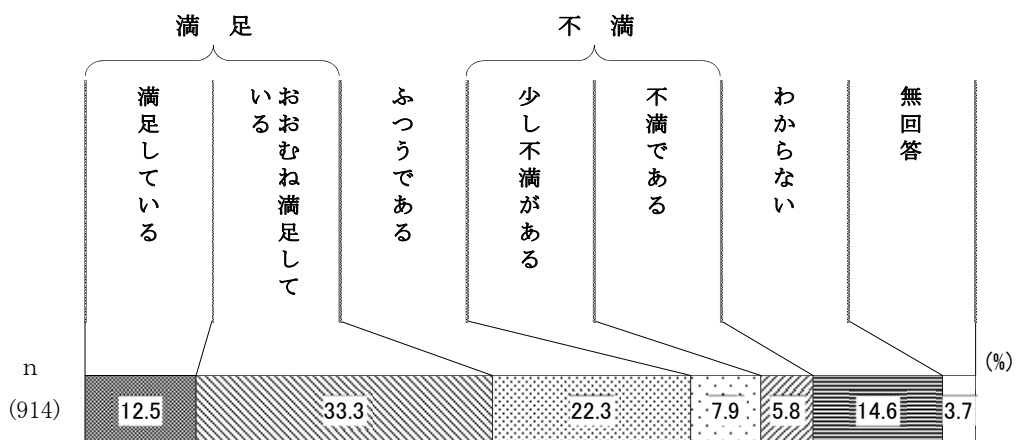 満 足
不 満
満足している
おおむね満足して
いる
ふつうである
少し不満がある
不満である
わからない
無回答
(%)
n
(914)
12.5
33.3
22.3
7.9
5.8
14.6
3.7